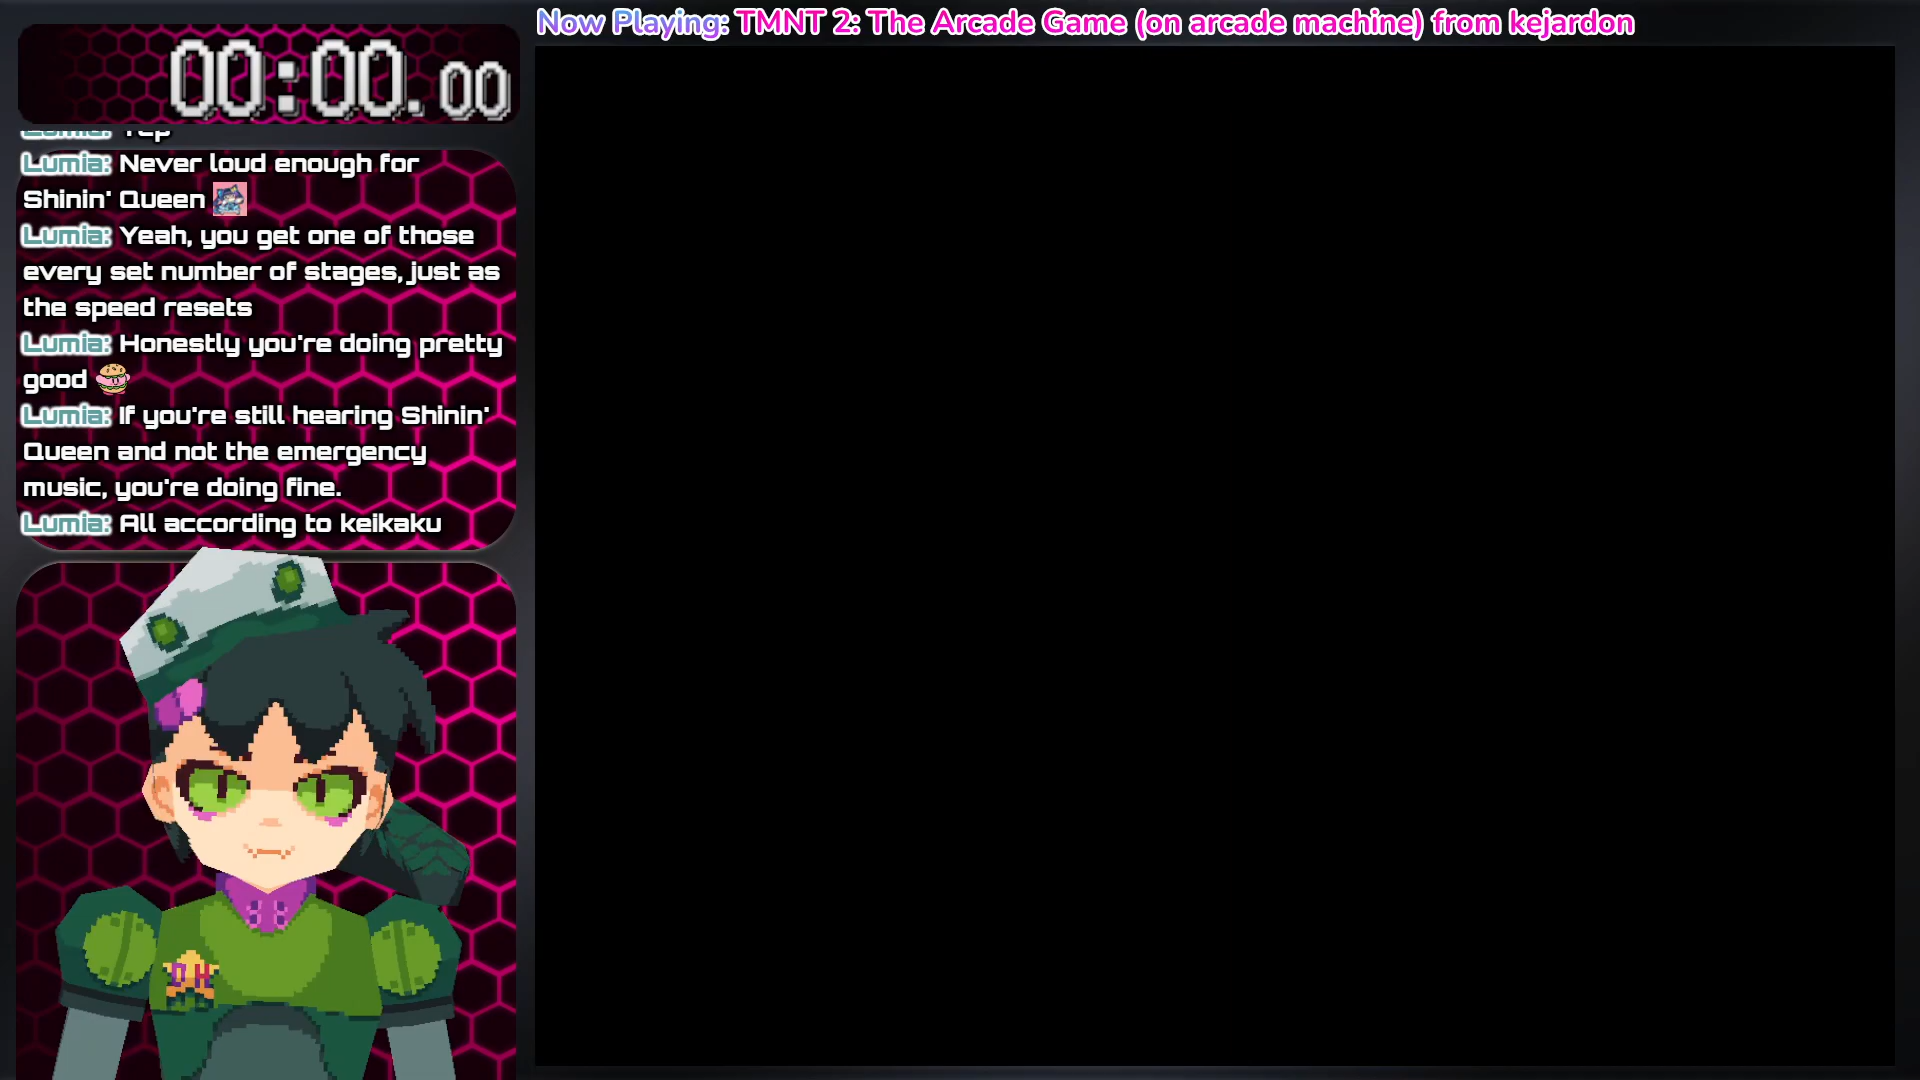 Now Playing: TMNT 2: The Arcade Game (on arcade machine) from kejardon
00:00.00
Lumia: Yep
Lumia: Never loud enough for
Shinin' Queen
Lumia: Yeah, you get one of those
every set number of stages, just as
the speed resets
Lumia: Honestly you're doing pretty
good
Lumia: If you're still hearing Shinin'
Queen and not the emergency
music, you're doing fine.
Lumia: All according to keikaku